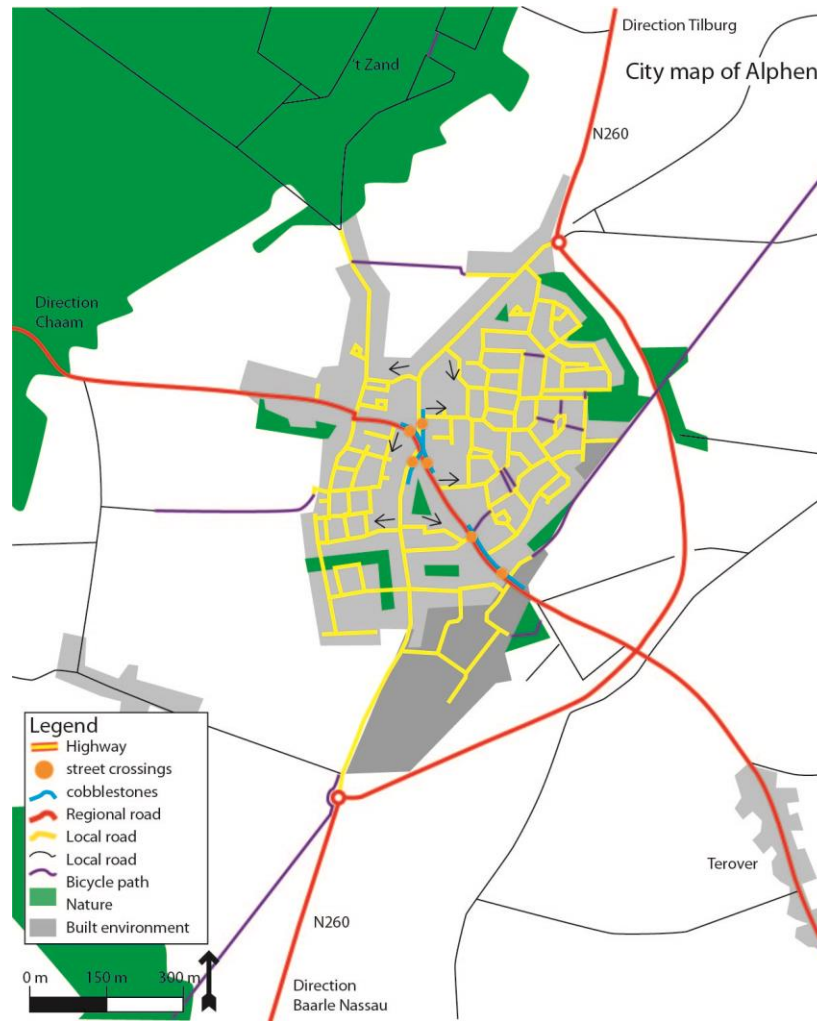 Direction Tilburg
't Zand
City map of Alphen
N260
Direction
Chaam
Legend
Highway
street crossings
cobblestones
Regional road
Local road
Local road
Bicycle path
Nature
Built environment
Terover
N260
0 m 150 m 300 m
Direction
Baarle Nassau